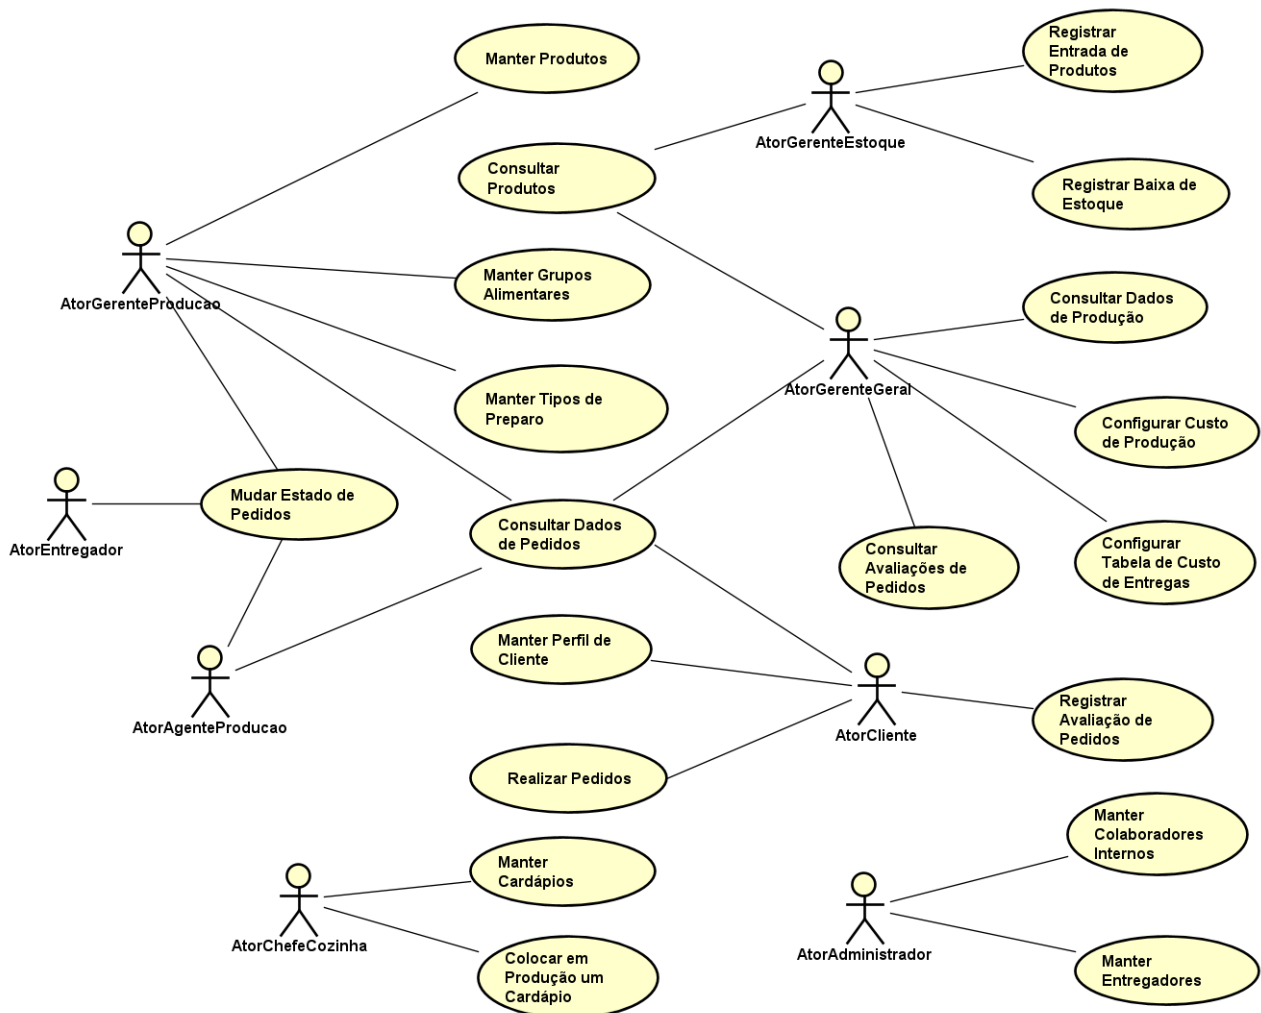 Manter Produtos
Registrar
Entrada de
Produtos
AtorGerenteEstoque
Consultar
Produtos
Registrar Baixa de
Estoque
AtorGerenteProducao
Manter Grupos
Alimentares
Consultar Dados
de Produção
AtorGerenteGeral
Manter Tipos de
Preparo
Configurar Custo
de Produção
Mudar Estado de
Pedidos
AtorEntregador
Consultar Dados
de Pedidos
Consultar
Avaliações de
Pedidos
Configurar
Tabela de Custo
de Entregas
Manter Perfil de
Cliente
AtorAgenteProducao
AtorCliente
Registrar
Avaliação de
Pedidos
Realizar Pedidos
Manter
Colaboradores
Internos
Manter
Cardápios
AtorChefeCozinha
AtorAdministrador
Colocar em
Produção um
Cardápio
Manter
Entregadores